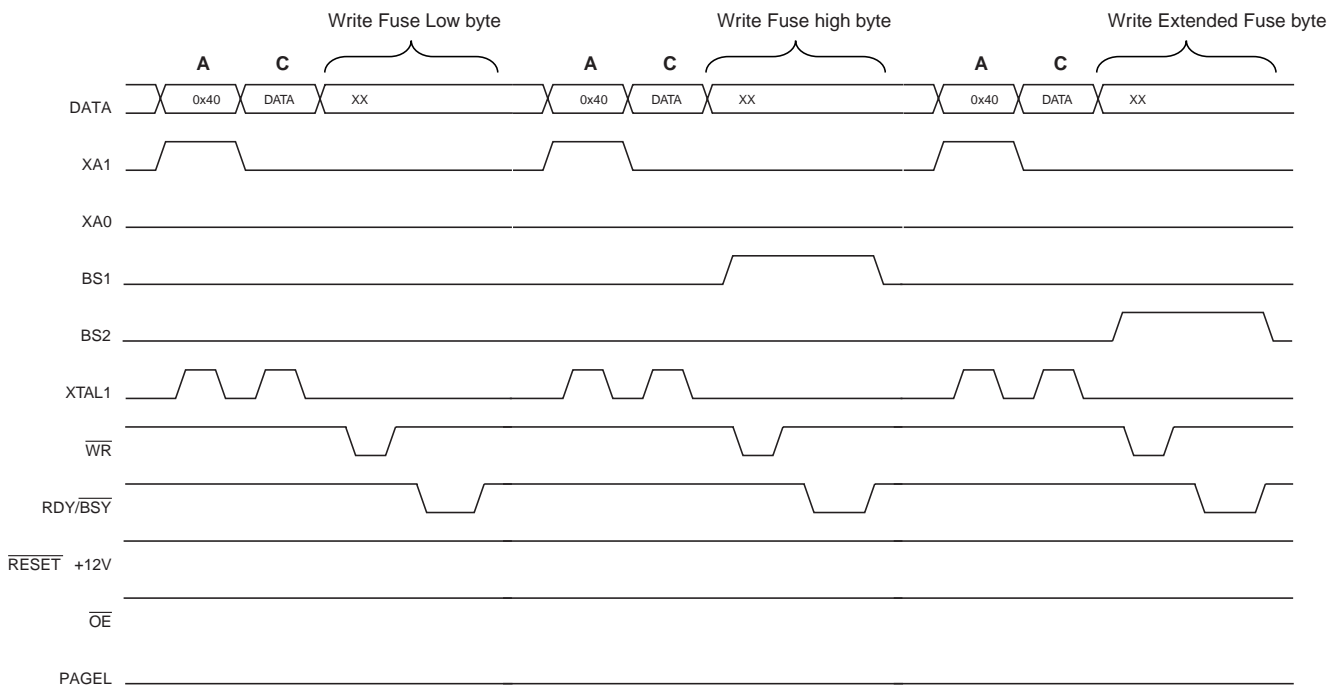 Write Fuse Low byte Write Fuse high byte Write Extended Fuse byte
A C A C A C
DATA 0x40 DATA XX 0x40 DATA XX 0x40 DATA XX
XA1
XA0
BS1
BS2
XTAL1
WR
RDY/BSY
RESET +12V
OE
PAGEL